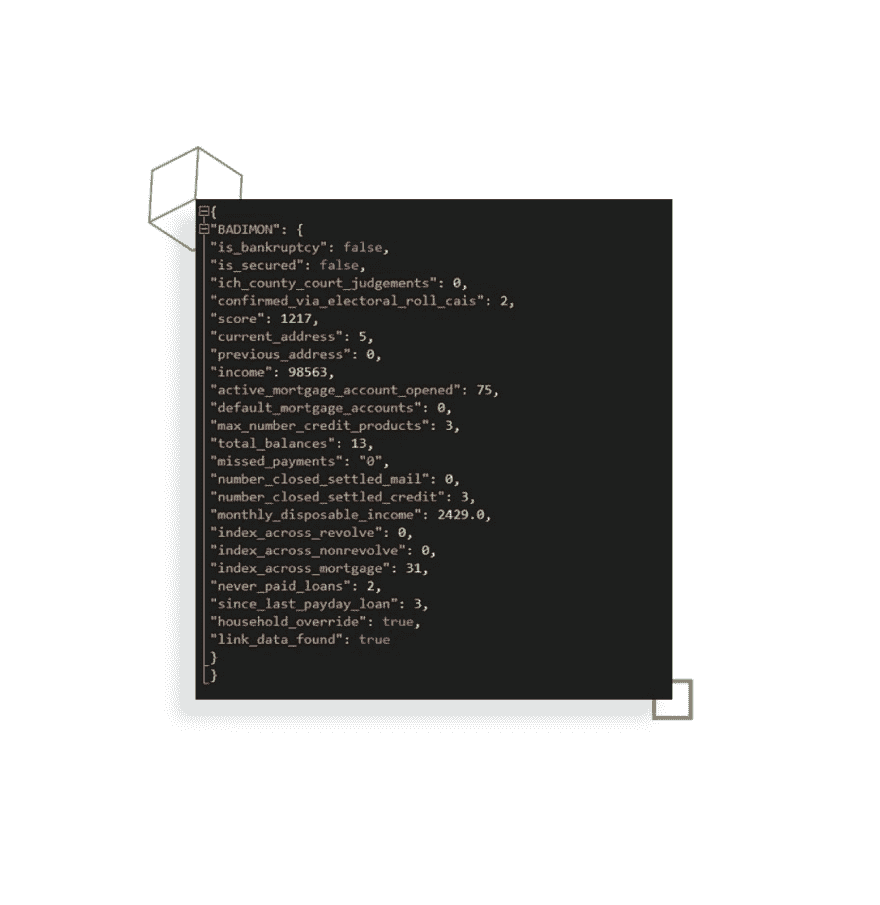 {
"BADIMON": {
"is_bankruptcy": false,
"is_secured": false,
"ich_county_court_judgements": 0,
"confirmed_via_electoral_roll_cais": 2,
"score": 1217,
"current_address": 5,
"previous_address": 0,
"income": 98563,
"active_mortgage_account_opened": 75,
"default_mortgage_accounts": 0,
"max_number_credit_products": 3,
"total_balances": 13,
"missed_payments": "0",
"number_closed_settled_mail": 0,
"number_closed_settled_credit": 3,
"monthly_disposable_income": 2429.0,
"index_across_revolve": 0,
"index_across_nonrevolve": 0,
"index_across_mortgage": 31,
"never_paid_loans": 2,
"since_last_payday_loan": 3,
"household_override": true,
"link_data_found": true
}
}